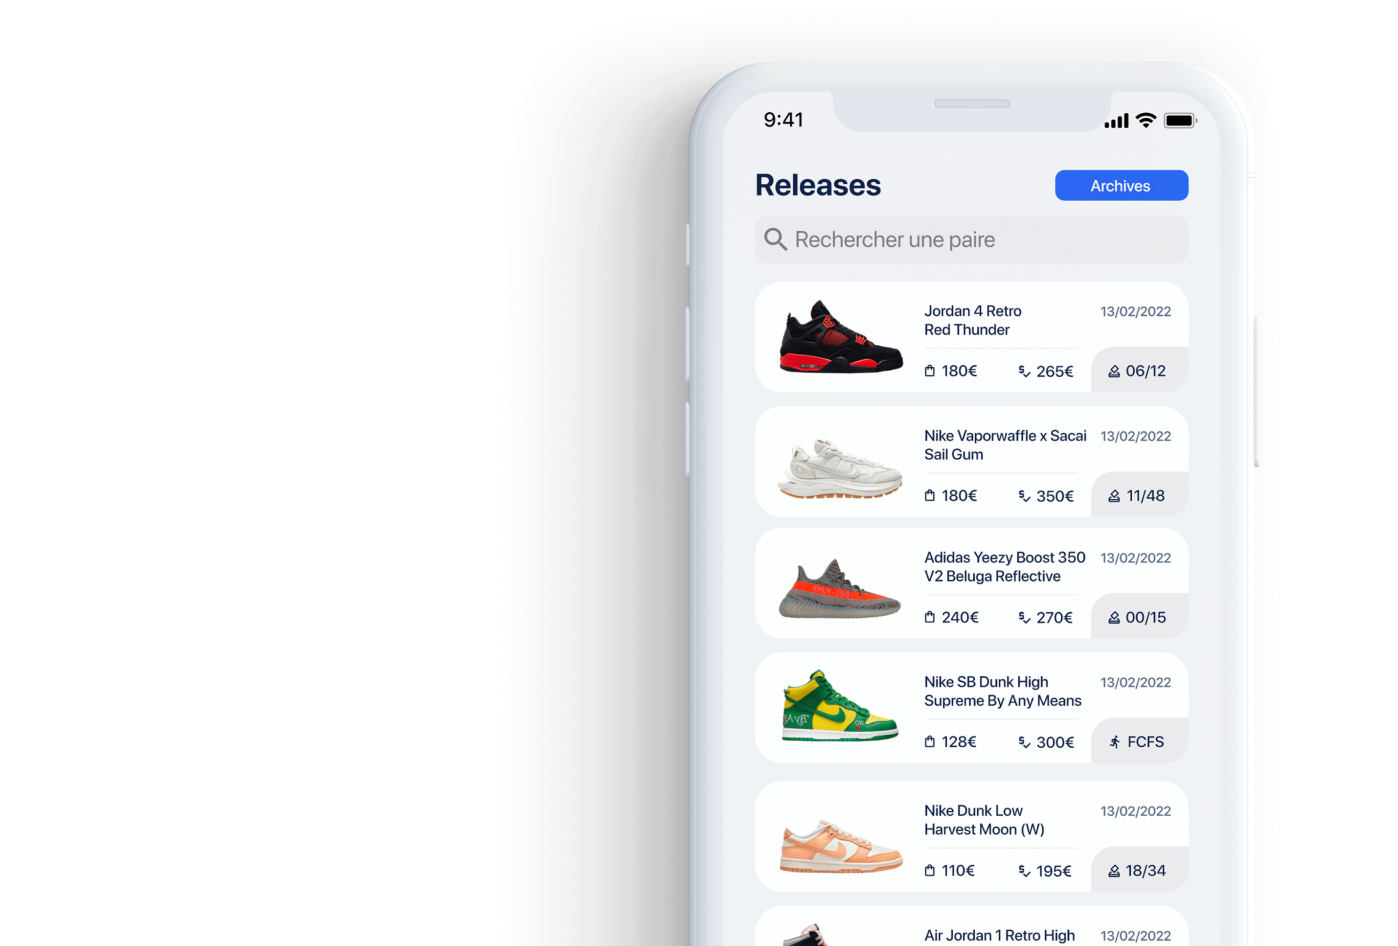 9:41
Releases
Archives
Rechercher une paire
Jordan 4 Retro
Red Thunder
13/02/2022
180€
265€
06/12
Nike Vaporwaffle x Sacai
Sail Gum
13/02/2022
180€
350€
11/48
SPLY-350
Adidas Yeezy Boost 350
V2 Beluga Reflective
13/02/2022
240€
270€
00/15
Nike SB Dunk High
Supreme By Any Means
13/02/2022
128€
300€
FCFS
Nike Dunk Low
Harvest Moon (W)
13/02/2022
110€
195€
18/34
Air Jordan 1 Retro High
13/02/2022